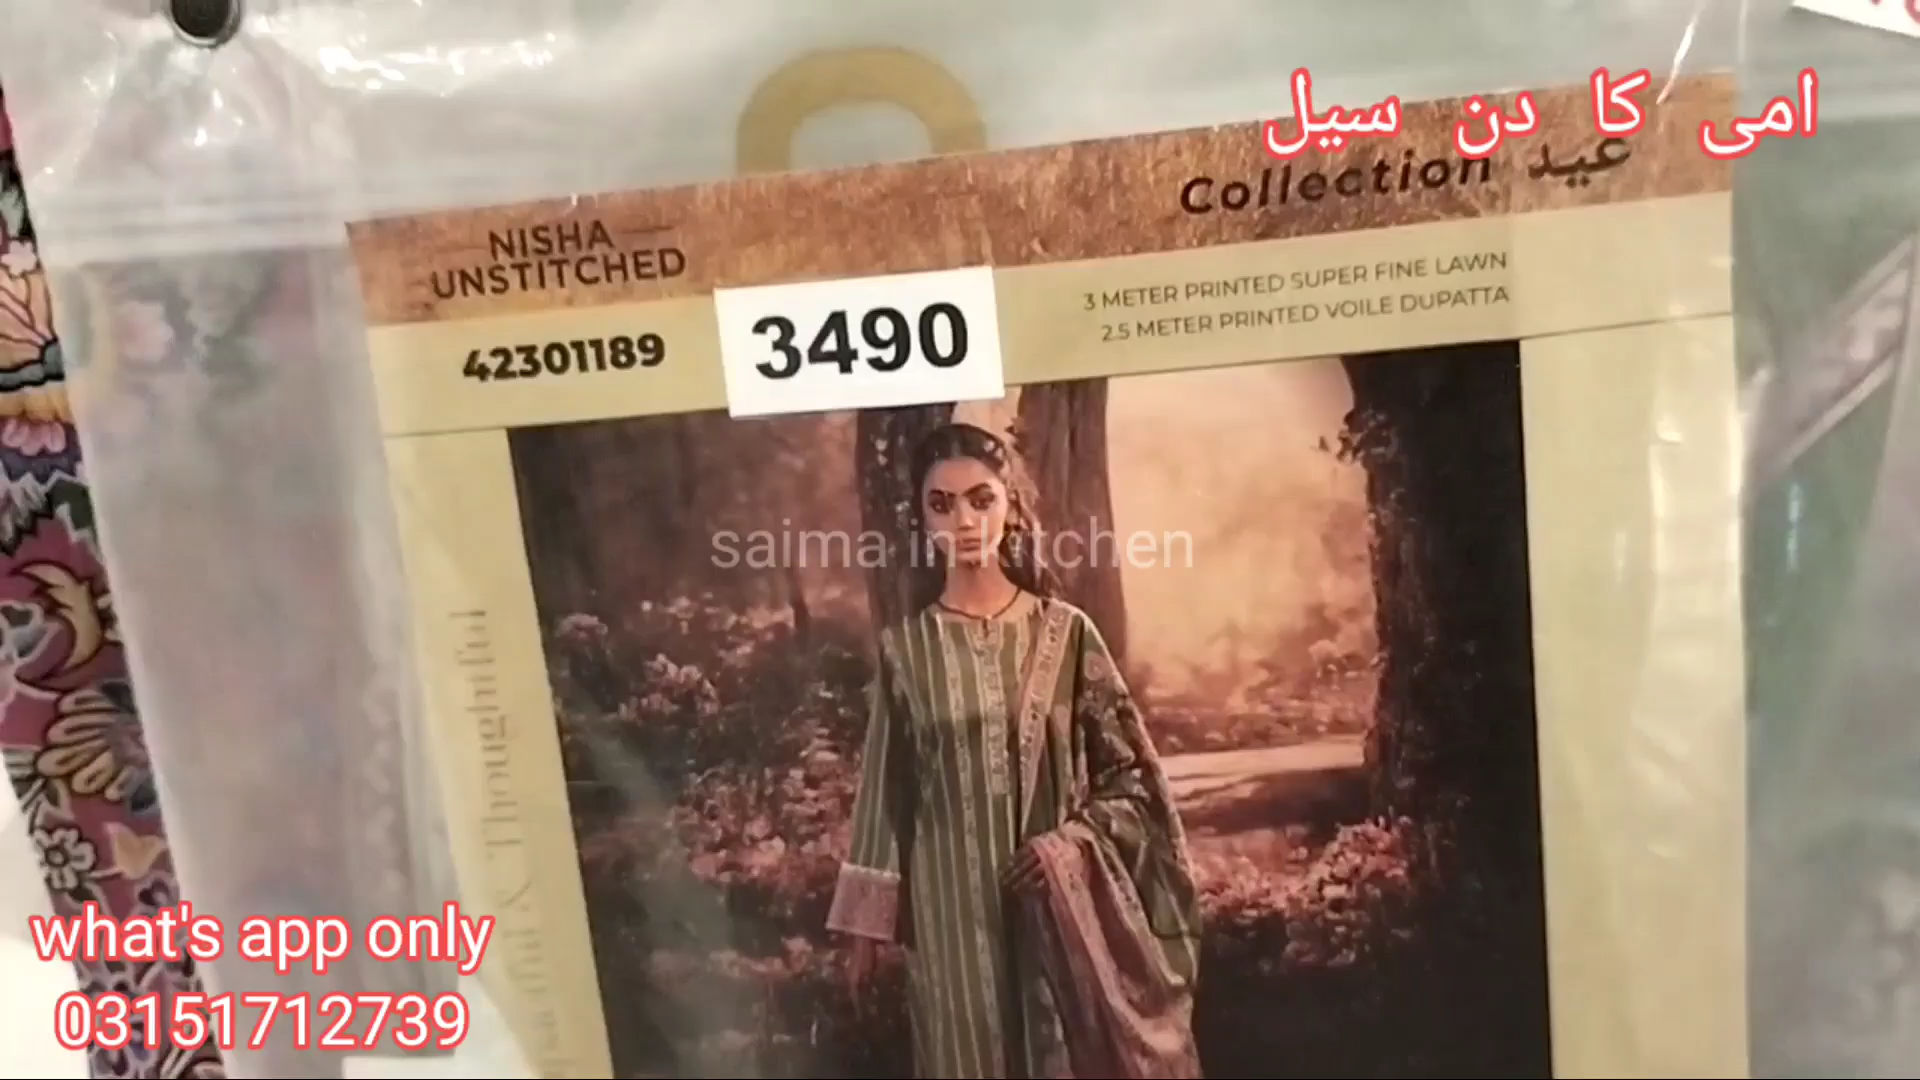 امی کا دن سیل
Collection عید
NISHA
UNSTITCHED
3 METER PRINTED SUPER FINE LAWN
2.5 METER PRINTED VOILE DUPATTA
42301189
3490
saima in kitchen
& Thoughtful
what's app only
03151712739